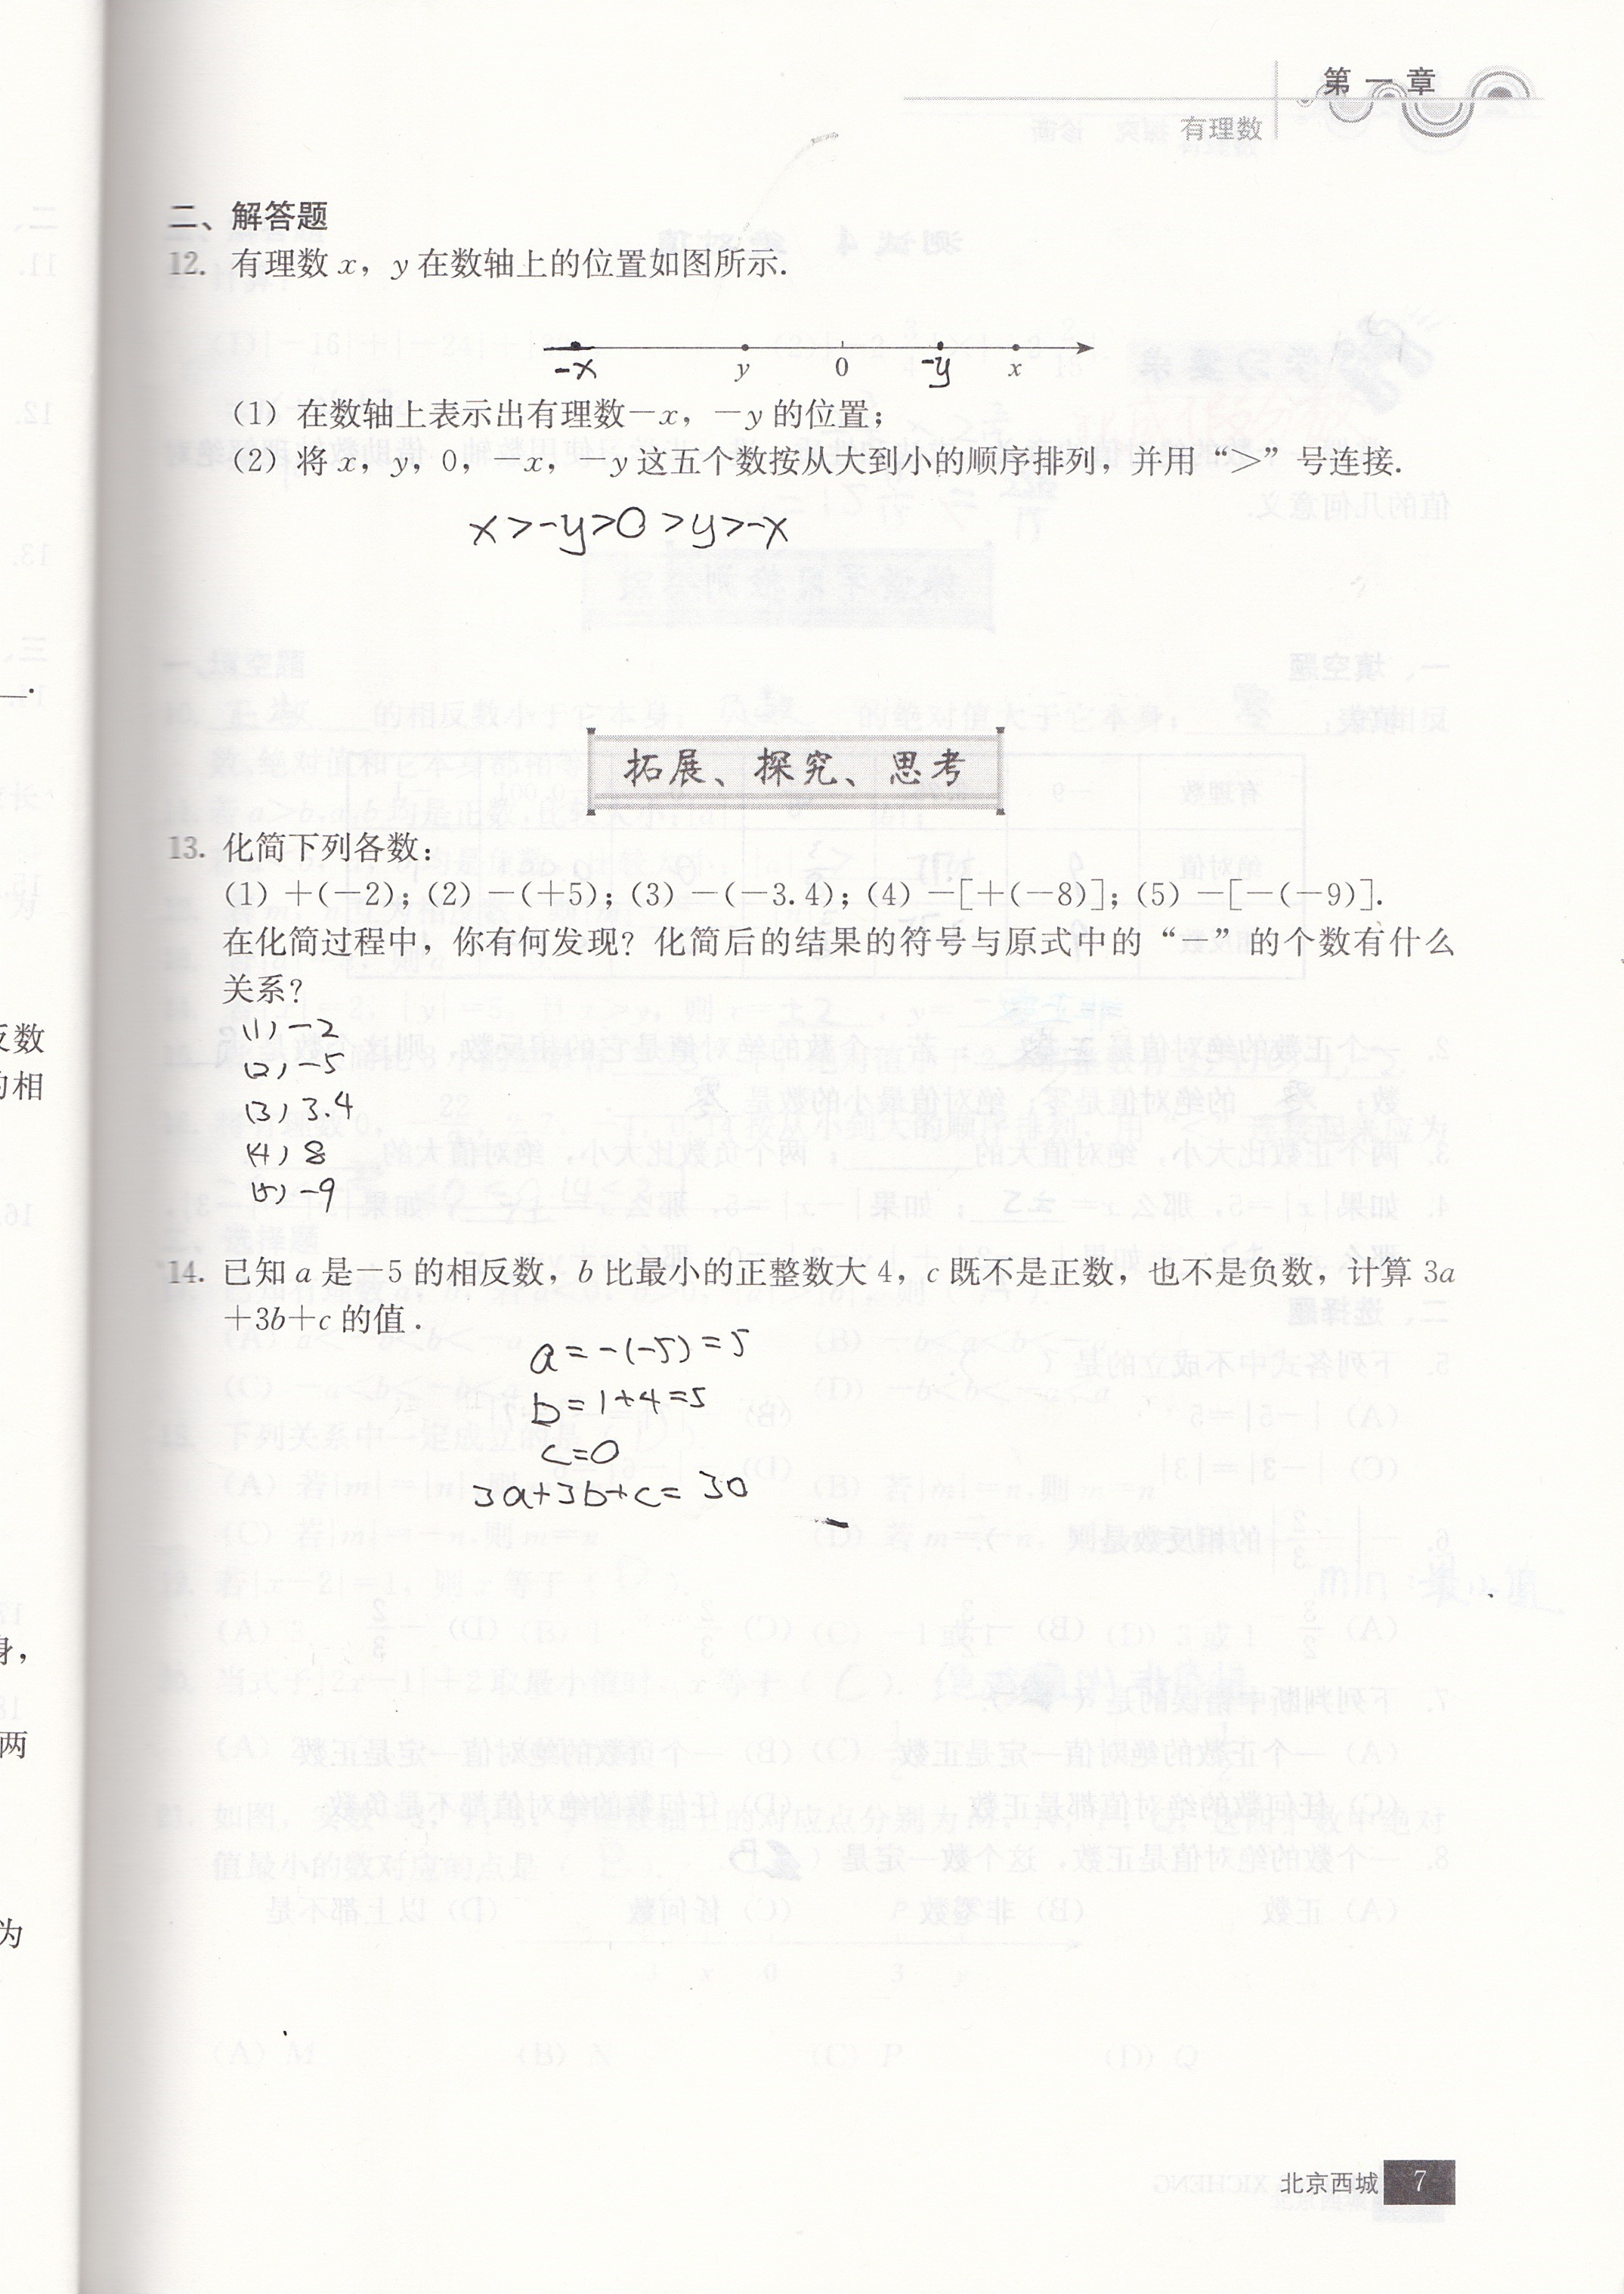 第一章
有理数
二、解答题
12. 有理数 x，y 在数轴上的位置如图所示．
-x y 0 -y x
（1）在数轴上表示出有理数－x，－y 的位置；
（2）将 x，y，0，－x，－y 这五个数按从大到小的顺序排列，并用“＞”号连接．
x>-y>0>y>-x
拓展、探究、思考
13. 化简下列各数：
（1）＋(－2)；（2）－(＋5)；（3）－(－3.4)；（4）－[＋(－8)]；（5）－[－(－9)]．
在化简过程中，你有何发现？化简后的结果的符号与原式中的“－”的个数有什么
关系？
(1) -2
(2) -5
(3) 3.4
(4) 8
(5) -9
14. 已知 a 是－5 的相反数，b 比最小的正整数大 4，c 既不是正数，也不是负数，计算 3a
＋3b＋c 的值．
a=-(-5)=5
b=1+4=5
c=0
3a+3b+c=30
反数
的相
身，
两
为
北京西城 7